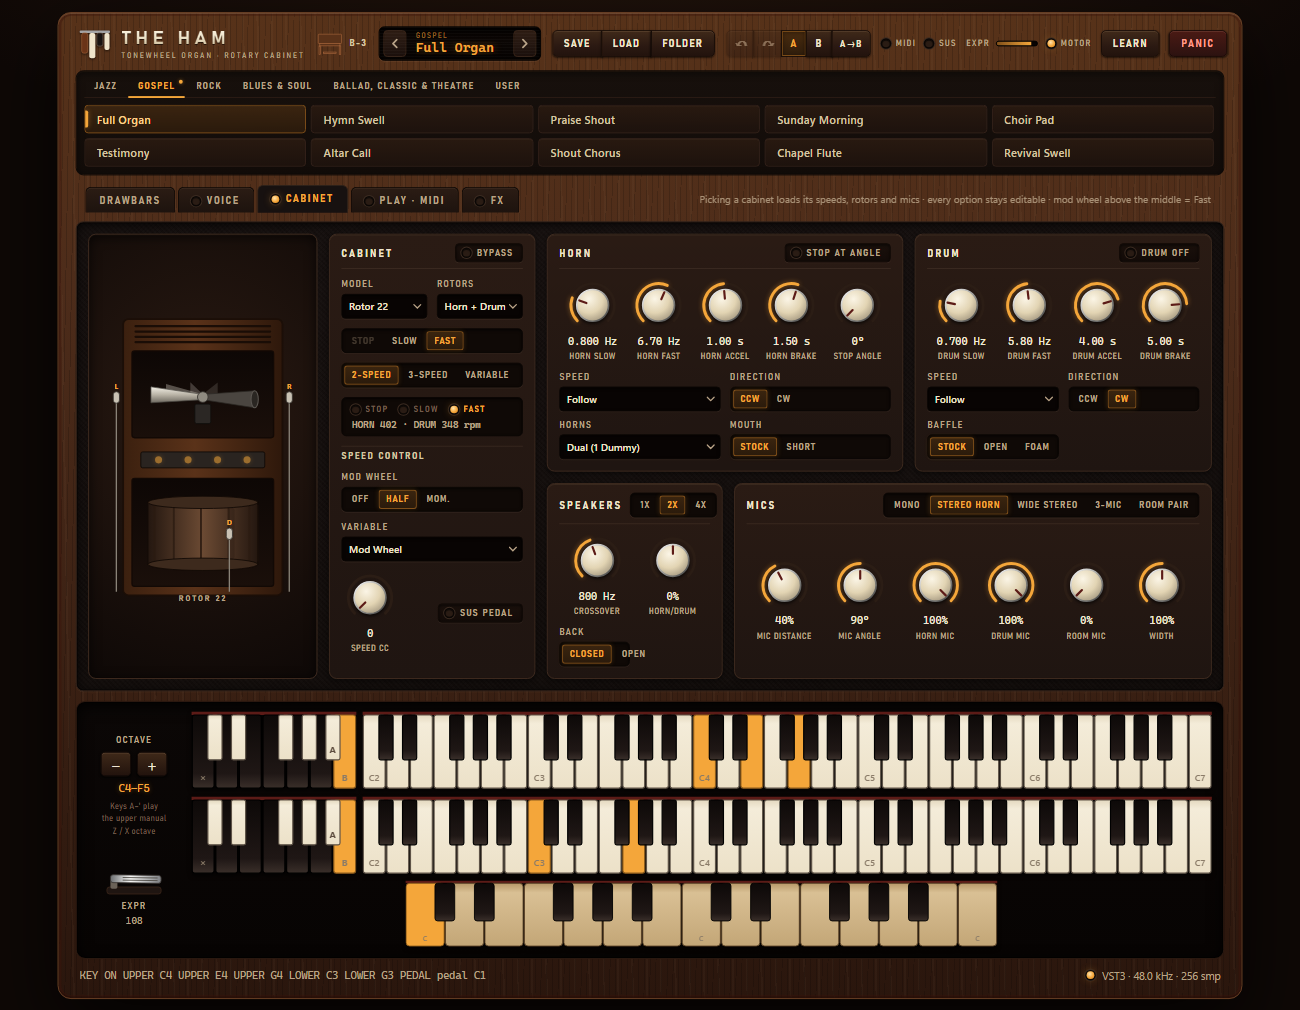 THE HAM
TONEWHEEL ORGAN · ROTARY CABINET
B-3
GOSPEL
Full Organ
SAVE LOAD FOLDER
A B A→B
MIDI SUS EXPR MOTOR
LEARN PANIC
JAZZ GOSPEL ROCK BLUES & SOUL BALLAD, CLASSIC & THEATRE USER
Full Organ Hymn Swell Praise Shout Sunday Morning Choir Pad
Testimony Altar Call Shout Chorus Chapel Flute Revival Swell
DRAWBARS VOICE CABINET PLAY · MIDI FX
Picking a cabinet loads its speeds, rotors and mics · every option stays editable · mod wheel above the middle = Fast
L R
D
ROTOR 22
CABINET BYPASS
MODEL ROTORS
Rotor 22 Horn + Drum
STOP SLOW FAST
2-SPEED 3-SPEED VARIABLE
STOP SLOW FAST
HORN 402 · DRUM 348 rpm
SPEED CONTROL
MOD WHEEL
OFF HALF MOM.
VARIABLE
Mod Wheel
SUS PEDAL
0
SPEED CC
HORN STOP AT ANGLE
0.800 Hz 6.70 Hz 1.00 s 1.50 s 0°
HORN SLOW HORN FAST HORN ACCEL HORN BRAKE STOP ANGLE
SPEED DIRECTION
Follow CCW CW
HORNS MOUTH
Dual (1 Dummy) STOCK SHORT
DRUM DRUM OFF
0.700 Hz 5.80 Hz 4.00 s 5.00 s
DRUM SLOW DRUM FAST DRUM ACCEL DRUM BRAKE
SPEED DIRECTION
Follow CCW CW
BAFFLE
STOCK OPEN FOAM
SPEAKERS 1X 2X 4X
800 Hz 0%
CROSSOVER HORN/DRUM
BACK
CLOSED OPEN
MICS MONO STEREO HORN WIDE STEREO 3-MIC ROOM PAIR
40% 90° 100% 100% 0% 100%
MIC DISTANCE MIC ANGLE HORN MIC DRUM MIC ROOM MIC WIDTH
OCTAVE
− +
C4–F5
Keys A–' play
the upper manual
Z / X octave
EXPR
108
A
× B C2 C3 C4 C5 C6 C7
A
× B C2 C3 C4 C5 C6 C7
C C C
KEY ON UPPER C4 UPPER E4 UPPER G4 LOWER C3 LOWER G3 PEDAL pedal C1
VST3 · 48.0 kHz · 256 smp